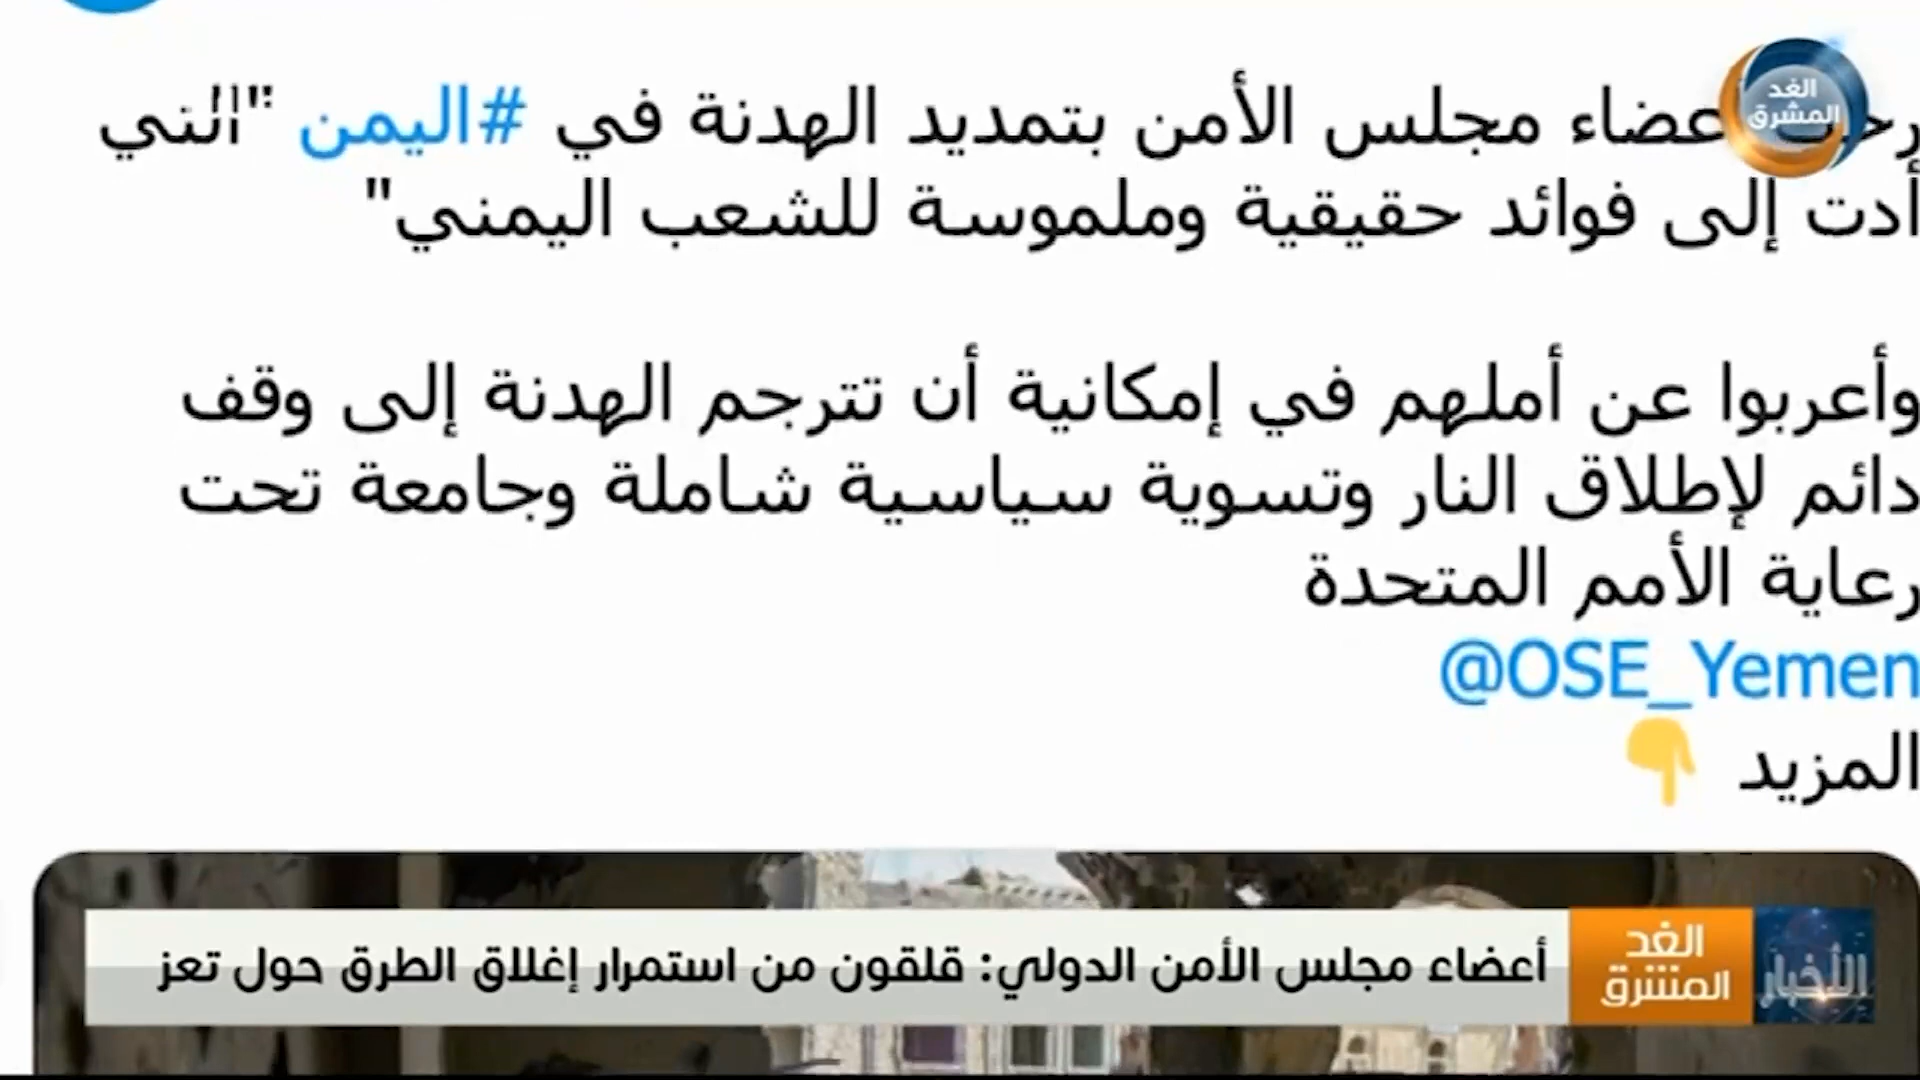 عضاء مجلس الأمن بتمديد الهدنة في #اليمن "التي
أدت إلى فوائد حقيقية وملموسة للشعب اليمني"
وأعربوا عن أملهم في إمكانية أن تترجم الهدنة إلى وقف
دائم لإطلاق النار وتسوية سياسية شاملة وجامعة تحت
رعاية الأمم المتحدة
@OSE_Yemen
المزيد 👇
الغد
المشرق
أعضاء مجلس الأمن الدولي: قلقون من استمرار إغلاق الطرق حول تعز
الغد
المشرق
الأخبار